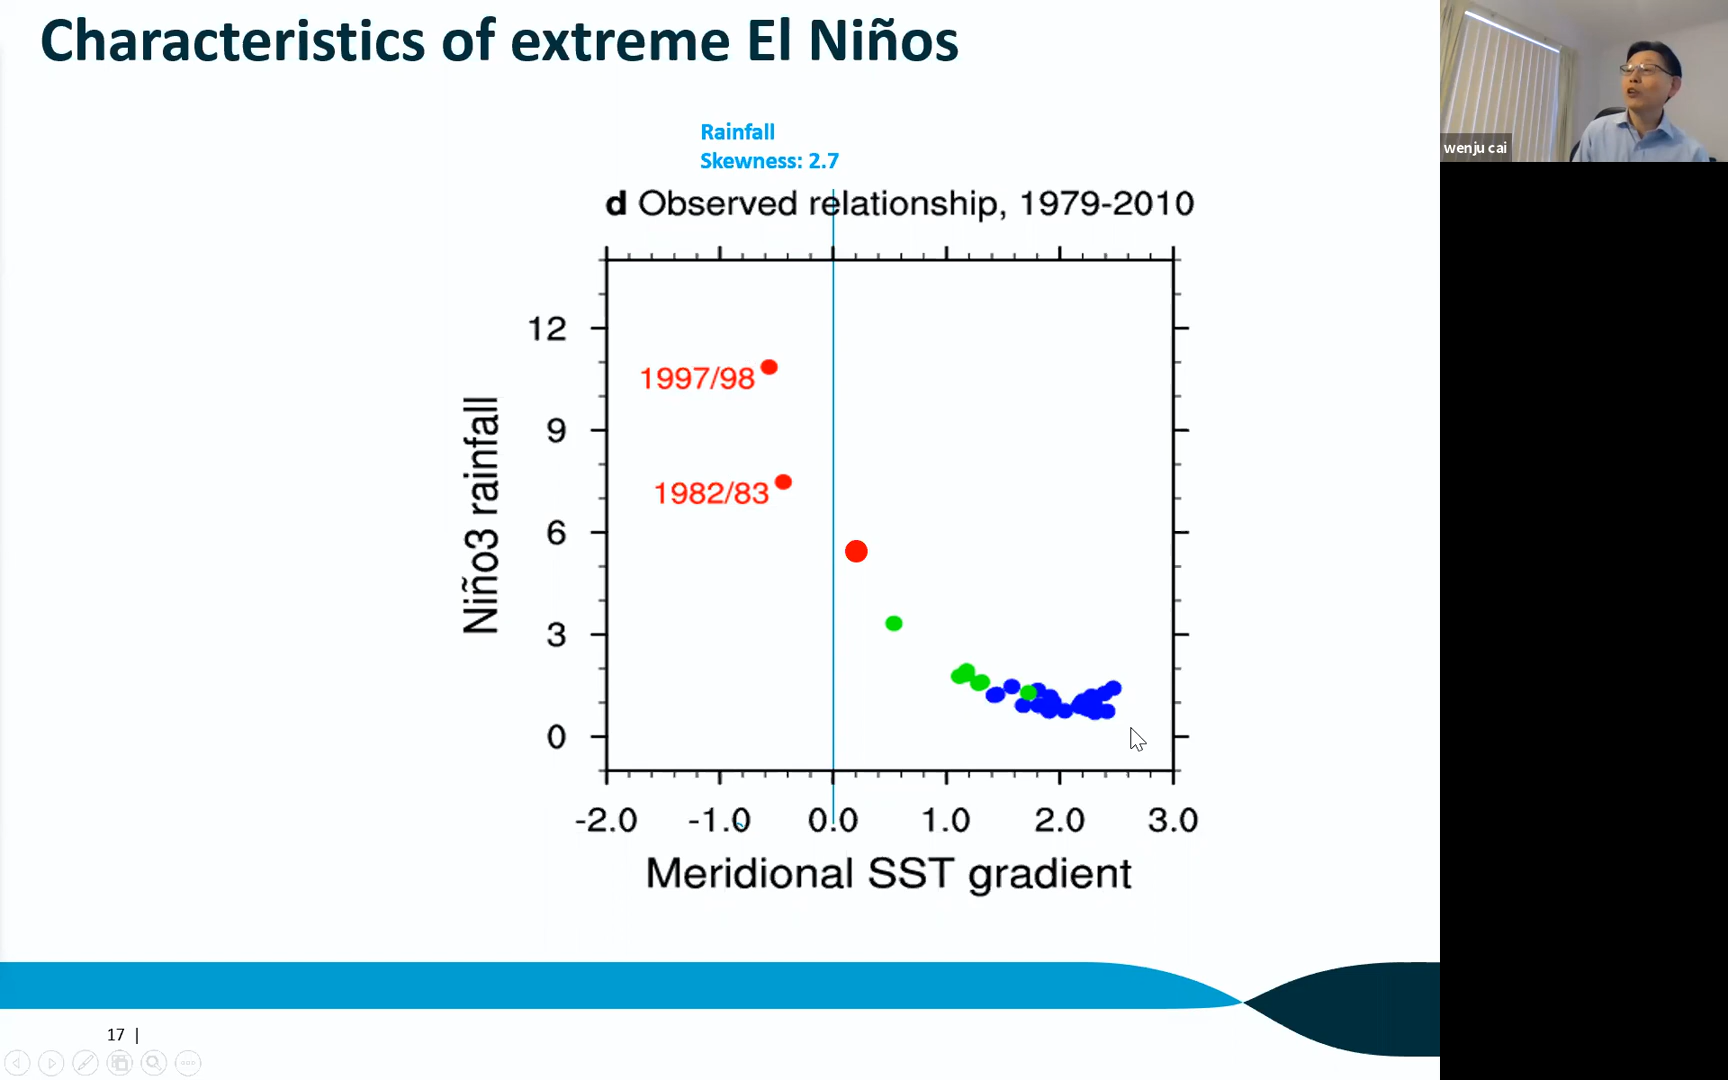 Characteristics of extreme El Niños
wenju cai
Rainfall
Skewness: 2.7
d Observed relationship, 1979-2010
12
9
6
3
0
Niño3 rainfall
1997/98
1982/83
-2.0 -1.0 0.0 1.0 2.0 3.0
Meridional SST gradient
17 |